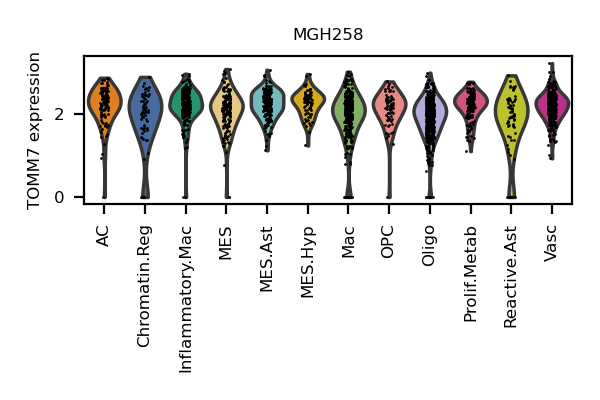 MGH258
TOMM7 expression
2
0
AC
Chromatin.Reg
Inflammatory.Mac
MES
MES.Ast
MES.Hyp
Mac
OPC
Oligo
Prolif.Metab
Reactive.Ast
Vasc